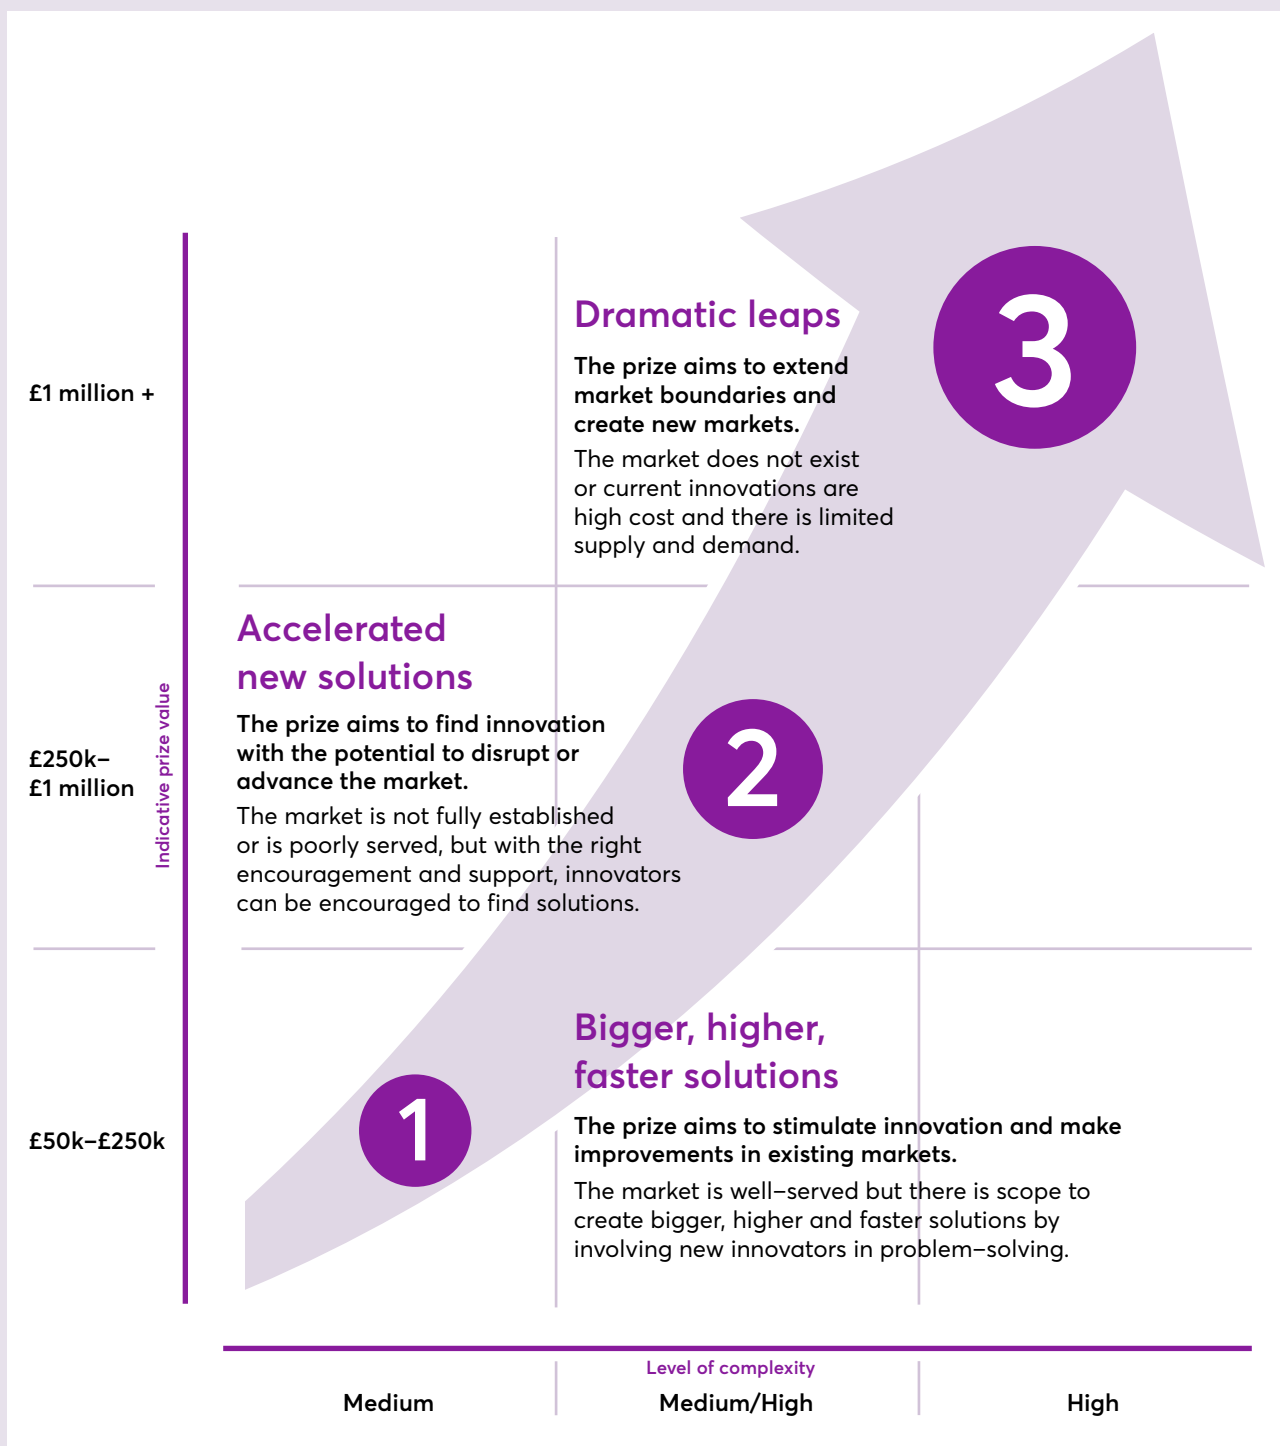 Dramatic leaps
The prize aims to extend
market boundaries and
create new markets.
The market does not exist
or current innovations are
high cost and there is limited
supply and demand.
3
£1 million +
Accelerated
new solutions
The prize aims to find innovation
with the potential to disrupt or
advance the market.
The market is not fully established
or is poorly served, but with the right
encouragement and support, innovators
can be encouraged to find solutions.
2
£250k–
£1 million
Indicative prize value
Bigger, higher,
faster solutions
The prize aims to stimulate innovation and make
improvements in existing markets.
The market is well–served but there is scope to
create bigger, higher and faster solutions by
involving new innovators in problem–solving.
1
£50k–£250k
Level of complexity
Medium
Medium/High
High